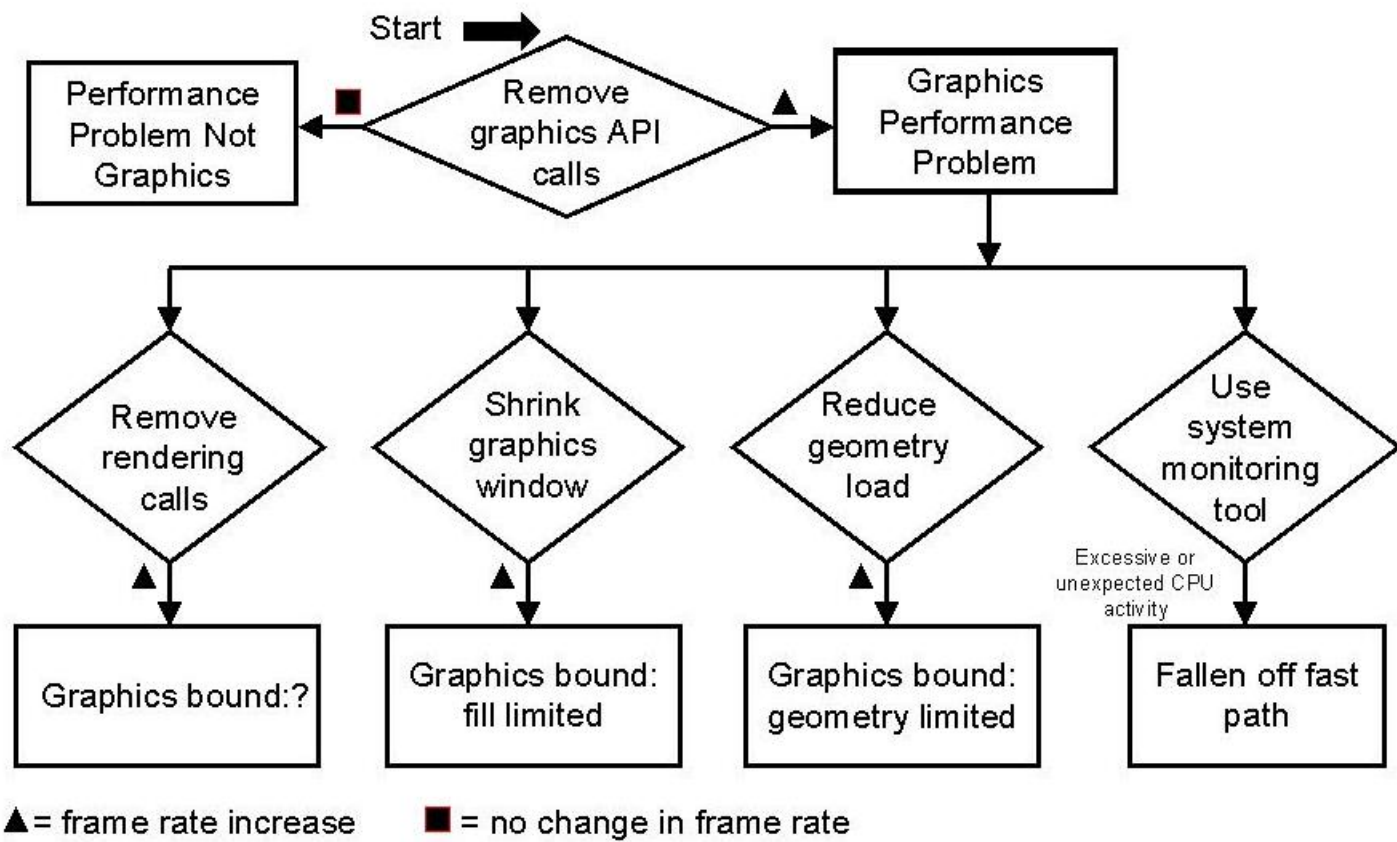 Start
Performance
Problem Not
Graphics
Remove
graphics API
calls
Graphics
Performance
Problem
Remove
rendering
calls
Shrink
graphics
window
Reduce
geometry
load
Use
system
monitoring
tool
Excessive or
unexpected CPU
activity
Graphics bound:?
Graphics bound:
fill limited
Graphics bound:
geometry limited
Fallen off fast
path
▲= frame rate increase
■ = no change in frame rate